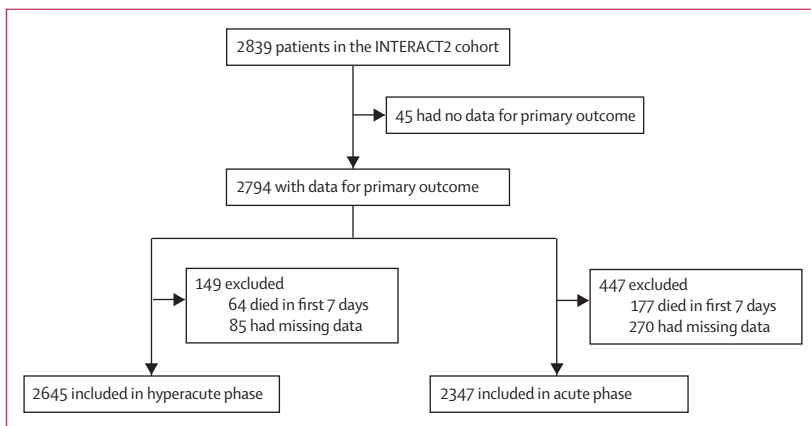 2839 patients in the INTERACT2 cohort
45 had no data for primary outcome
2794 with data for primary outcome
149 excluded
64 died in first 7 days
85 had missing data
447 excluded
177 died in first 7 days
270 had missing data
2645 included in hyperacute phase
2347 included in acute phase